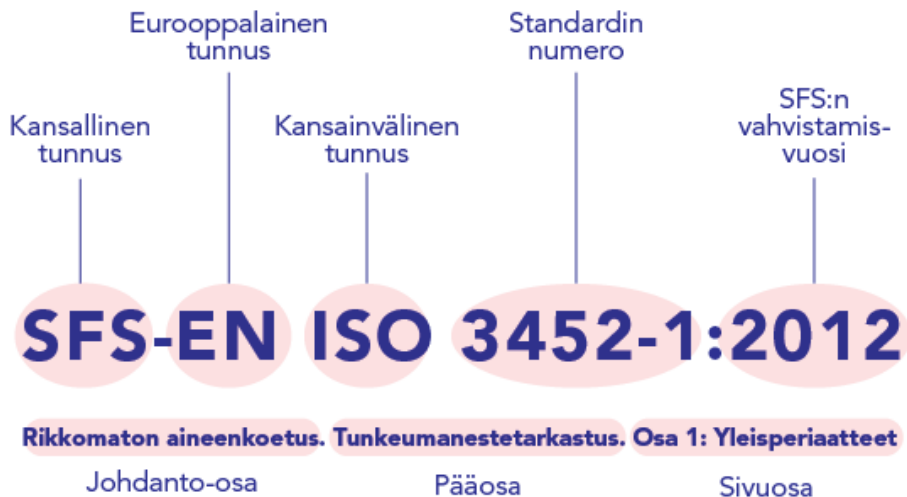 Eurooppalainen
tunnus
Standardin
numero
SFS:n
vahvistamis-
vuosi
Kansallinen
tunnus
Kansainvälinen
tunnus
SFS-EN ISO 3452-1:2012
Rikkomaton aineenkoetus. Tunkeumanestetarkastus. Osa 1: Yleisperiaatteet
Johdanto-osa
Pääosa
Sivuosa